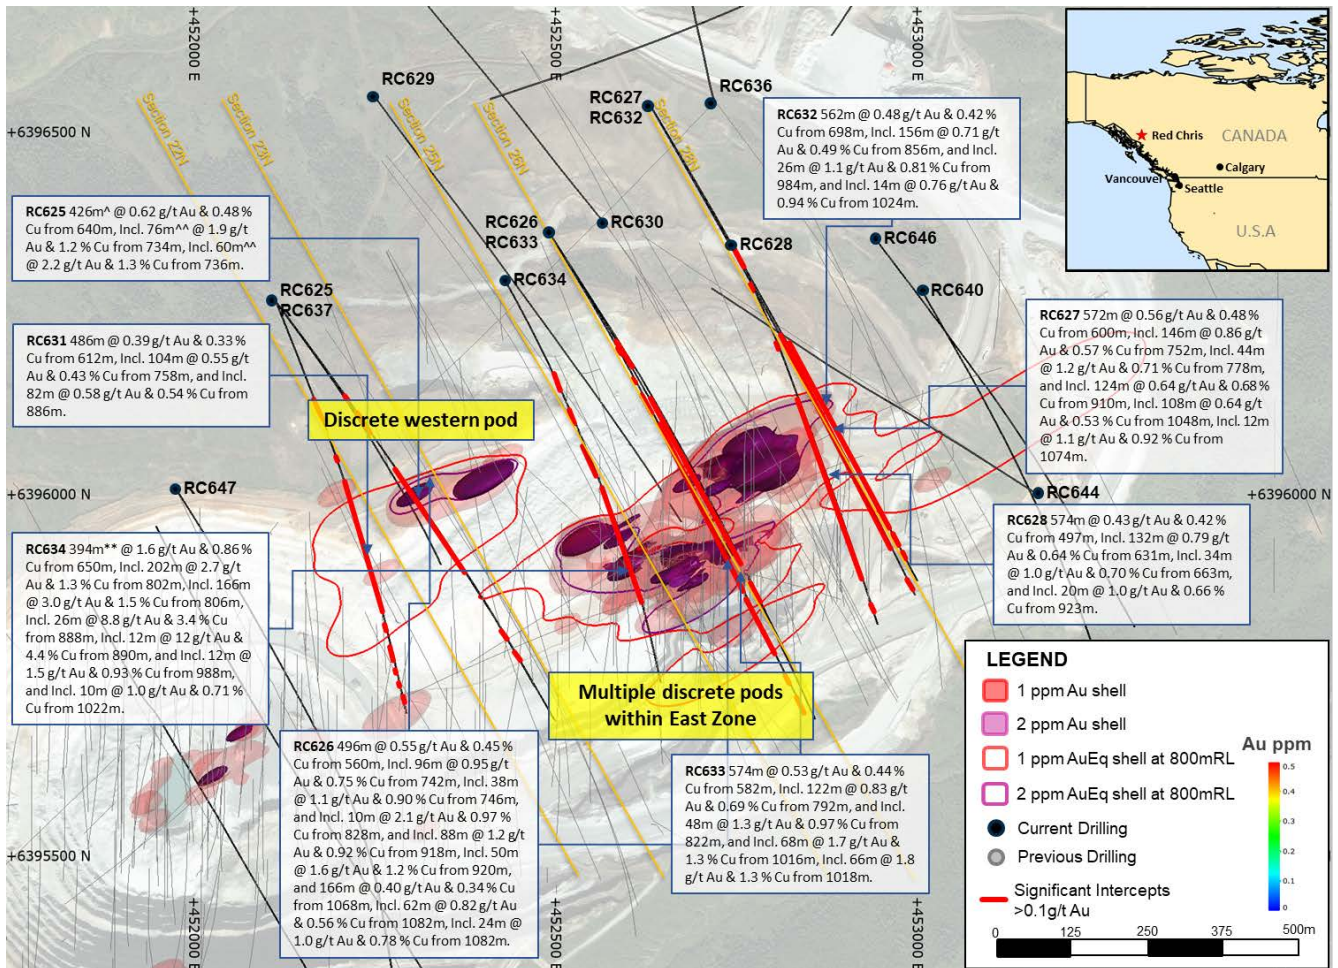 +452000 E
+452500 E
+453000 E
RC629
RC627
RC632
RC636
Section 22N
Section 23N
Section 25N
Section 26N
Section 28N
+6396500 N
RC632 562m @ 0.48 g/t Au & 0.42 %
Cu from 698m, Incl. 156m @ 0.71 g/t
Au & 0.49 % Cu from 856m, and Incl.
26m @ 1.1 g/t Au & 0.81 % Cu from
984m, and Incl. 14m @ 0.76 g/t Au &
0.94 % Cu from 1024m.
Red Chris
CANADA
Calgary
Vancouver
Seattle
U.S.A
RC625 426m^ @ 0.62 g/t Au & 0.48 %
Cu from 640m, Incl. 76m^^ @ 1.9 g/t
Au & 1.2 % Cu from 734m, Incl. 60m^^
@ 2.2 g/t Au & 1.3 % Cu from 736m.
RC626
RC633
RC630
RC628
RC646
RC634
RC640
RC625
RC637
RC631 486m @ 0.39 g/t Au & 0.33 %
Cu from 612m, Incl. 104m @ 0.55 g/t
Au & 0.43 % Cu from 758m, and Incl.
82m @ 0.58 g/t Au & 0.54 % Cu from
886m.
RC627 572m @ 0.56 g/t Au & 0.48 %
Cu from 600m, Incl. 146m @ 0.86 g/t
Au & 0.57 % Cu from 752m, Incl. 44m
@ 1.2 g/t Au & 0.71 % Cu from 778m,
and Incl. 124m @ 0.64 g/t Au & 0.68 %
Cu from 910m, Incl. 108m @ 0.64 g/t
Au & 0.53 % Cu from 1048m, Incl. 12m
@ 1.1 g/t Au & 0.92 % Cu from
1074m.
Discrete western pod
+6396000 N
RC647
RC644
+6396000 N
RC634 394m** @ 1.6 g/t Au & 0.86 %
Cu from 650m, Incl. 202m @ 2.7 g/t
Au & 1.3 % Cu from 802m, Incl. 166m
@ 3.0 g/t Au & 1.5 % Cu from 806m,
Incl. 26m @ 8.8 g/t Au & 3.4 % Cu
from 888m, Incl. 12m @ 12 g/t Au &
4.4 % Cu from 890m, and Incl. 12m @
1.5 g/t Au & 0.93 % Cu from 988m,
and Incl. 10m @ 1.0 g/t Au & 0.71 %
Cu from 1022m.
RC628 574m @ 0.43 g/t Au & 0.42 %
Cu from 497m, Incl. 132m @ 0.79 g/t
Au & 0.64 % Cu from 631m, Incl. 34m
@ 1.0 g/t Au & 0.70 % Cu from 663m,
and Incl. 20m @ 1.0 g/t Au & 0.66 %
Cu from 923m.
Multiple discrete pods
within East Zone
RC626 496m @ 0.55 g/t Au & 0.45 %
Cu from 560m, Incl. 96m @ 0.95 g/t
Au & 0.75 % Cu from 742m, Incl. 38m
@ 1.1 g/t Au & 0.90 % Cu from 746m,
and Incl. 10m @ 2.1 g/t Au & 0.97 %
Cu from 828m, and Incl. 88m @ 1.2 g/t
Au & 0.92 % Cu from 918m, Incl. 50m
@ 1.6 g/t Au & 1.2 % Cu from 920m,
and 166m @ 0.40 g/t Au & 0.34 % Cu
from 1068m, Incl. 62m @ 0.82 g/t Au
& 0.56 % Cu from 1082m, Incl. 24m @
1.0 g/t Au & 0.78 % Cu from 1082m.
RC633 574m @ 0.53 g/t Au & 0.44 %
Cu from 582m, Incl. 122m @ 0.83 g/t
Au & 0.69 % Cu from 792m, and Incl.
48m @ 1.3 g/t Au & 0.97 % Cu from
822m, and Incl. 68m @ 1.7 g/t Au &
1.3 % Cu from 1016m, Incl. 66m @ 1.8
g/t Au & 1.3 % Cu from 1018m.
+6395500 N
+452000 E
+452500 E
+453000 E
LEGEND
1 ppm Au shell
2 ppm Au shell
1 ppm AuEq shell at 800mRL
2 ppm AuEq shell at 800mRL
Current Drilling
Previous Drilling
Significant Intercepts
>0.1g/t Au
Au ppm
0.5
0.4
0.3
0.2
0.1
0
0 125 250 375 500m